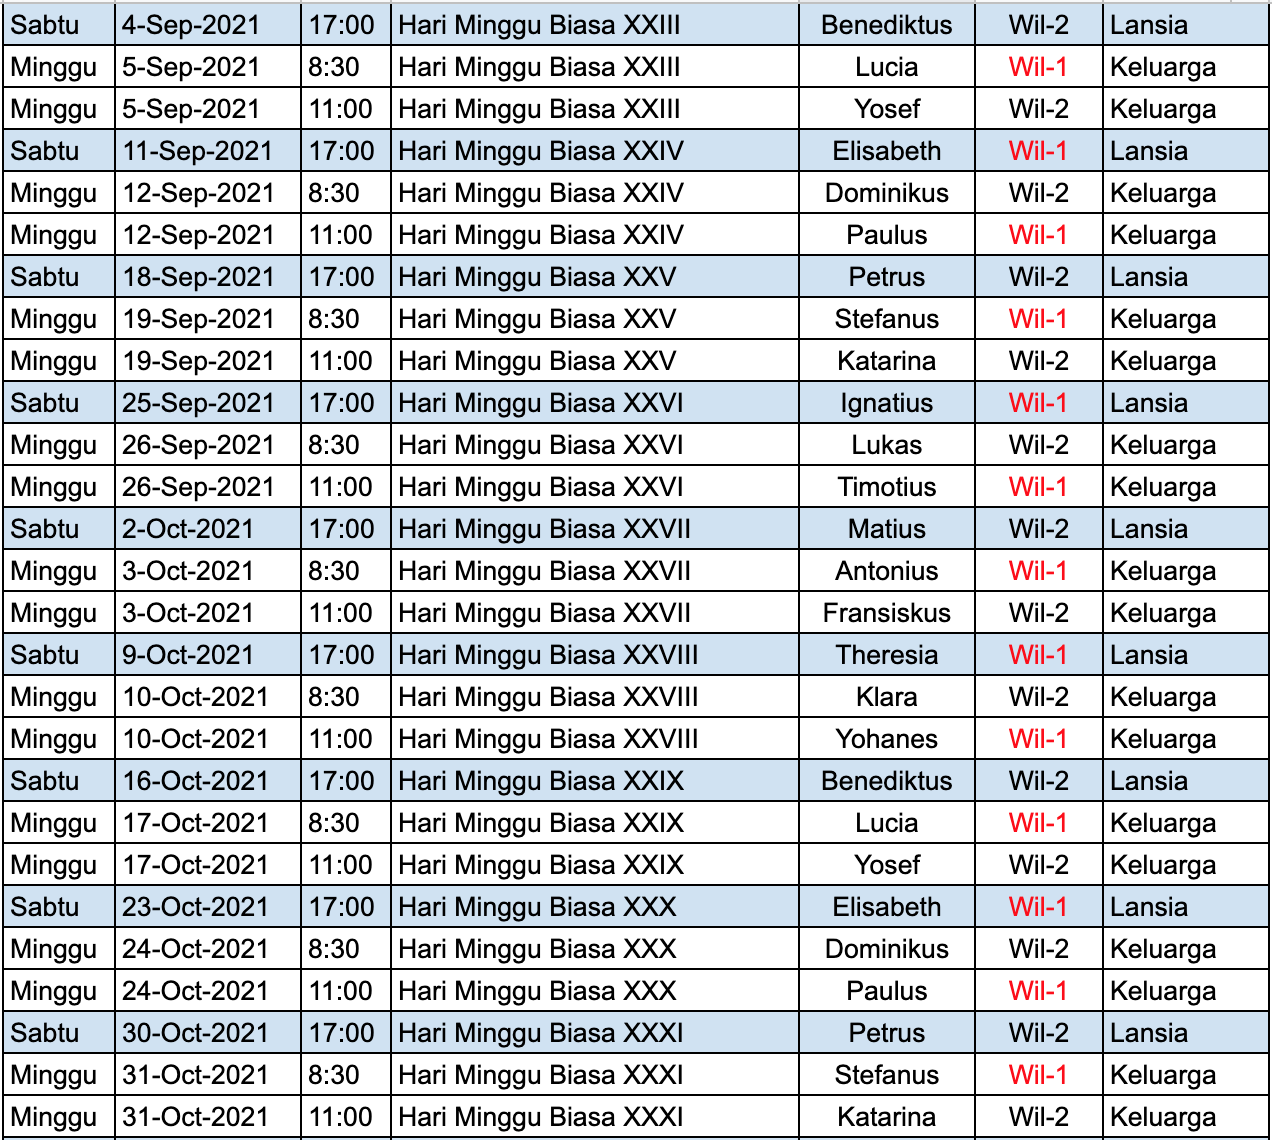 Sabtu 4-Sep-2021 17:00 Hari Minggu Biasa XXIII Benediktus Wil-2 Lansia
Minggu 5-Sep-2021 8:30 Hari Minggu Biasa XXIII Lucia Wil-1 Keluarga
Minggu 5-Sep-2021 11:00 Hari Minggu Biasa XXIII Yosef Wil-2 Keluarga
Sabtu 11-Sep-2021 17:00 Hari Minggu Biasa XXIV Elisabeth Wil-1 Lansia
Minggu 12-Sep-2021 8:30 Hari Minggu Biasa XXIV Dominikus Wil-2 Keluarga
Minggu 12-Sep-2021 11:00 Hari Minggu Biasa XXIV Paulus Wil-1 Keluarga
Sabtu 18-Sep-2021 17:00 Hari Minggu Biasa XXV Petrus Wil-2 Lansia
Minggu 19-Sep-2021 8:30 Hari Minggu Biasa XXV Stefanus Wil-1 Keluarga
Minggu 19-Sep-2021 11:00 Hari Minggu Biasa XXV Katarina Wil-2 Keluarga
Sabtu 25-Sep-2021 17:00 Hari Minggu Biasa XXVI Ignatius Wil-1 Lansia
Minggu 26-Sep-2021 8:30 Hari Minggu Biasa XXVI Lukas Wil-2 Keluarga
Minggu 26-Sep-2021 11:00 Hari Minggu Biasa XXVI Timotius Wil-1 Keluarga
Sabtu 2-Oct-2021 17:00 Hari Minggu Biasa XXVII Matius Wil-2 Lansia
Minggu 3-Oct-2021 8:30 Hari Minggu Biasa XXVII Antonius Wil-1 Keluarga
Minggu 3-Oct-2021 11:00 Hari Minggu Biasa XXVII Fransiskus Wil-2 Keluarga
Sabtu 9-Oct-2021 17:00 Hari Minggu Biasa XXVIII Theresia Wil-1 Lansia
Minggu 10-Oct-2021 8:30 Hari Minggu Biasa XXVIII Klara Wil-2 Keluarga
Minggu 10-Oct-2021 11:00 Hari Minggu Biasa XXVIII Yohanes Wil-1 Keluarga
Sabtu 16-Oct-2021 17:00 Hari Minggu Biasa XXIX Benediktus Wil-2 Lansia
Minggu 17-Oct-2021 8:30 Hari Minggu Biasa XXIX Lucia Wil-1 Keluarga
Minggu 17-Oct-2021 11:00 Hari Minggu Biasa XXIX Yosef Wil-2 Keluarga
Sabtu 23-Oct-2021 17:00 Hari Minggu Biasa XXX Elisabeth Wil-1 Lansia
Minggu 24-Oct-2021 8:30 Hari Minggu Biasa XXX Dominikus Wil-2 Keluarga
Minggu 24-Oct-2021 11:00 Hari Minggu Biasa XXX Paulus Wil-1 Keluarga
Sabtu 30-Oct-2021 17:00 Hari Minggu Biasa XXXI Petrus Wil-2 Lansia
Minggu 31-Oct-2021 8:30 Hari Minggu Biasa XXXI Stefanus Wil-1 Keluarga
Minggu 31-Oct-2021 11:00 Hari Minggu Biasa XXXI Katarina Wil-2 Keluarga